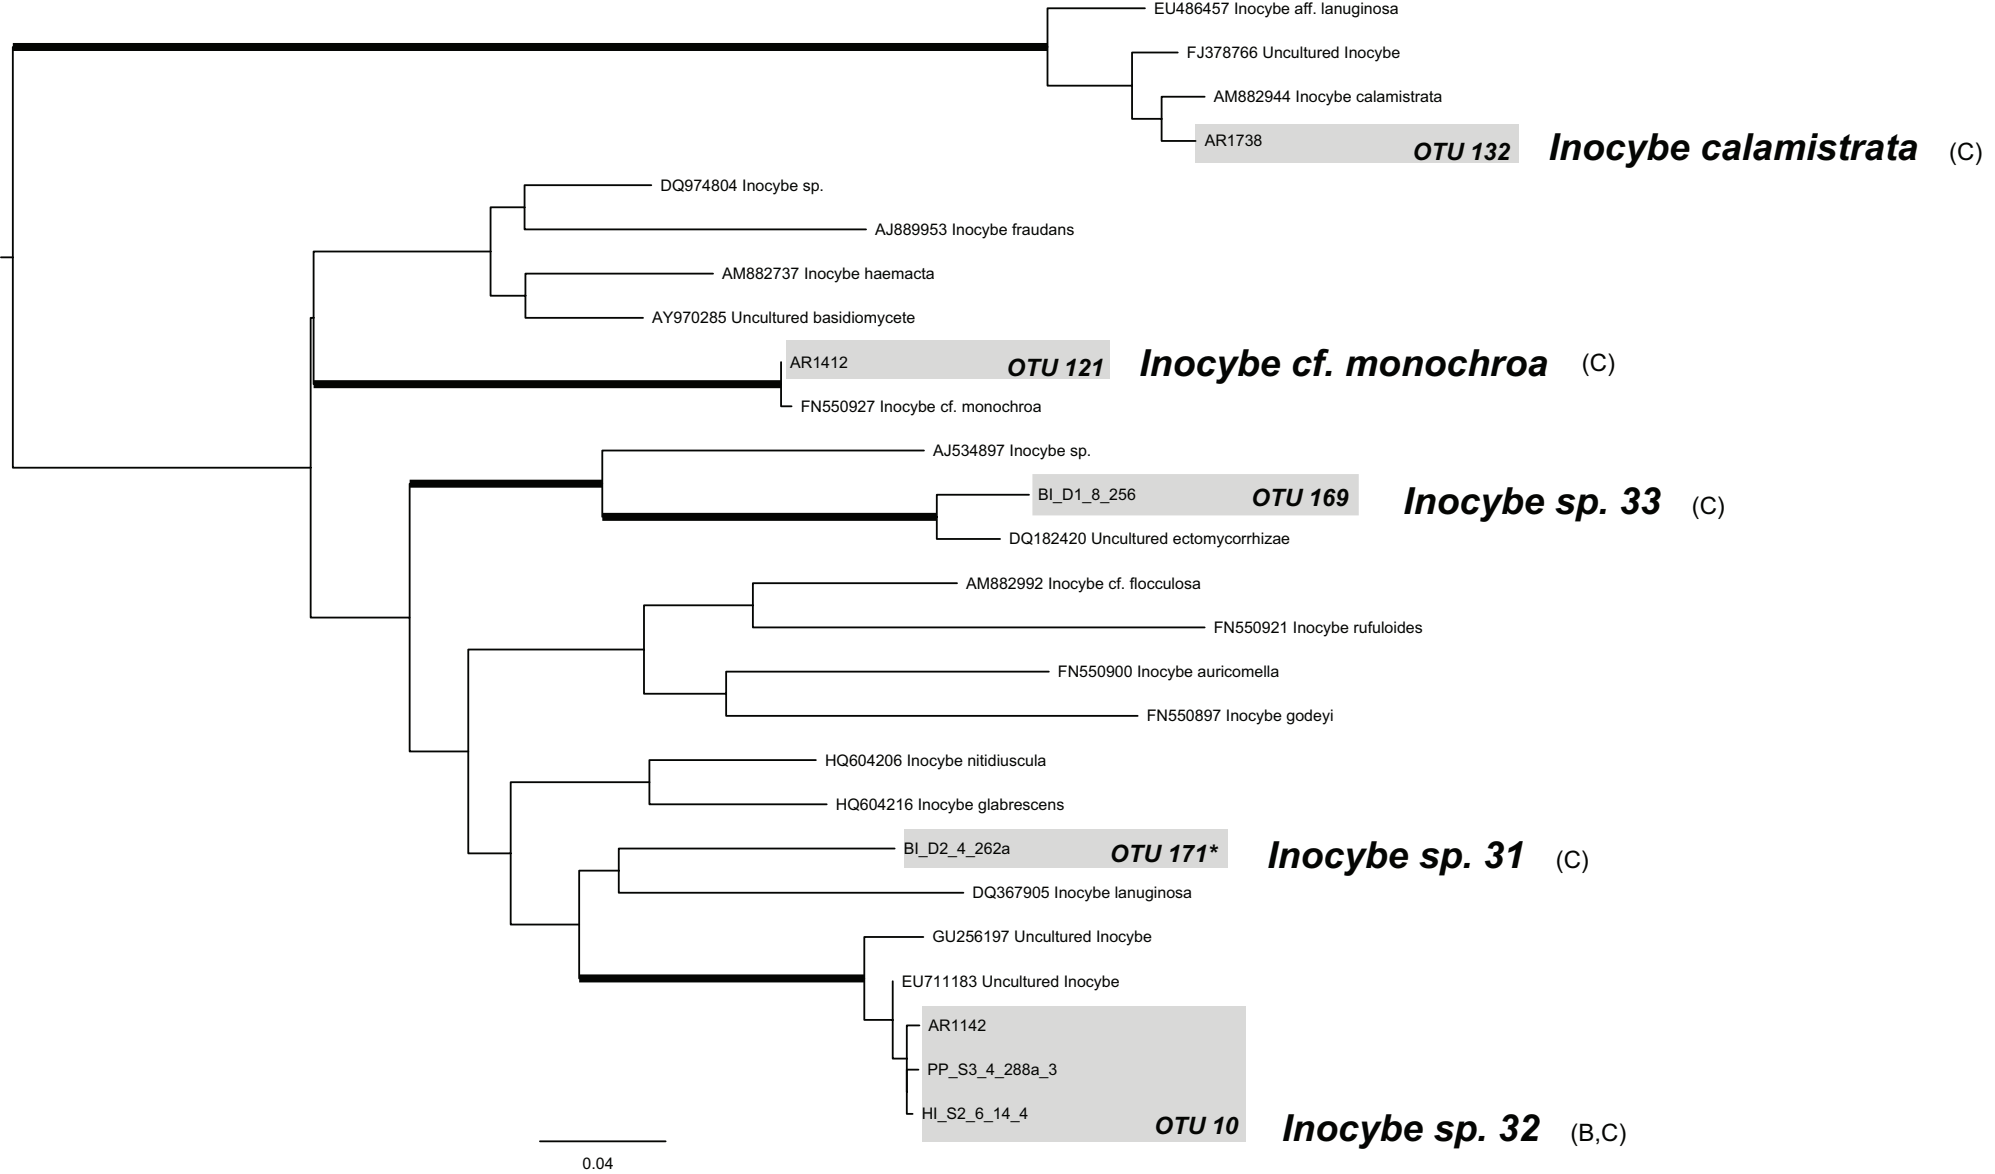 EU486457 Inocybe aff. lanuginosa
FJ378766 Uncultured Inocybe
AM882944 Inocybe calamistrata
AR1738 OTU 132 Inocybe calamistrata (C)
DQ974804 Inocybe sp.
AJ889953 Inocybe fraudans
AM882737 Inocybe haemacta
AY970285 Uncultured basidiomycete
AR1412 OTU 121 Inocybe cf. monochroa (C)
FN550927 Inocybe cf. monochroa
AJ534897 Inocybe sp.
BI_D1_8_256 OTU 169 Inocybe sp. 33 (C)
DQ182420 Uncultured ectomycorrhizae
AM882992 Inocybe cf. flocculosa
FN550921 Inocybe rufuloides
FN550900 Inocybe auricomella
FN550897 Inocybe godeyi
HQ604206 Inocybe nitidiuscula
HQ604216 Inocybe glabrescens
BI_D2_4_262a OTU 171* Inocybe sp. 31 (C)
DQ367905 Inocybe lanuginosa
GU256197 Uncultured Inocybe
EU711183 Uncultured Inocybe
AR1142
PP_S3_4_288a_3
HI_S2_6_14_4
OTU 10 Inocybe sp. 32 (B,C)
0.04